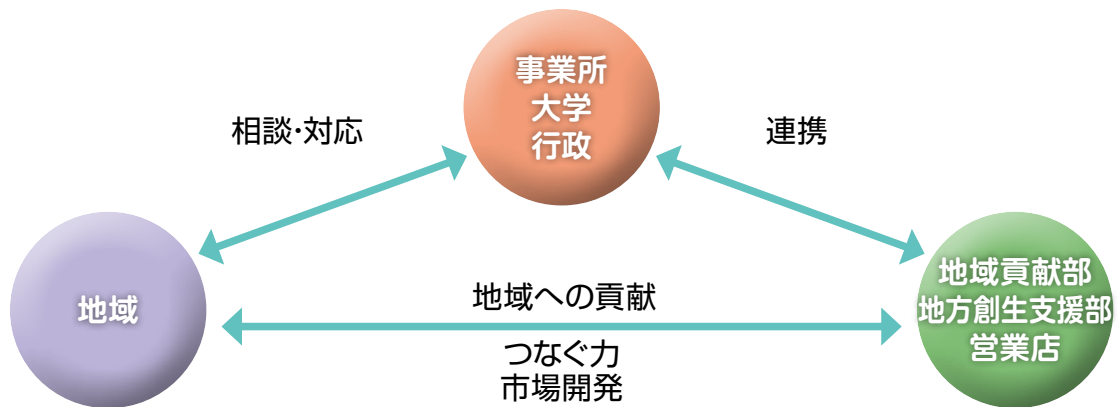 事業所
大学
行政
相談・対応
連携
地域
地域への貢献
つなぐ力
市場開発
地域貢献部
地方創生支援部
営業店